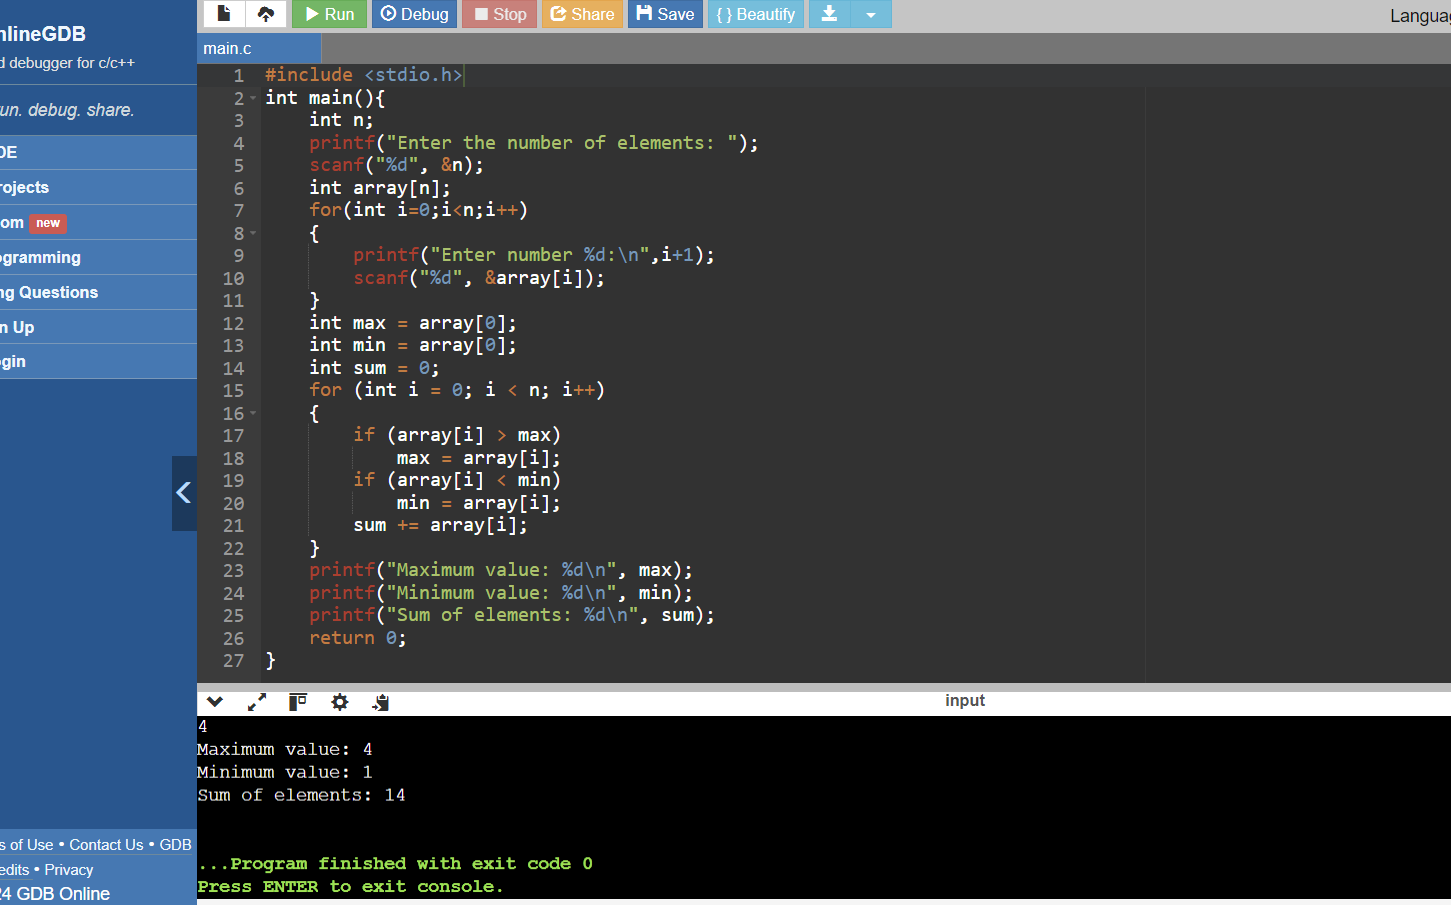 Run Debug Stop Share Save { } Beautify
Langua
nlineGDB
d debugger for c/c++
un. debug. share.
DE
rojects
om new
ogramming
ng Questions
n Up
ogin
main.c
1 #include <stdio.h>
2 int main(){
3 int n;
4 printf("Enter the number of elements: ");
5 scanf("%d", &n);
6 int array[n];
7 for(int i=0;i<n;i++)
8 {
9 printf("Enter number %d:\n",i+1);
10 scanf("%d", &array[i]);
11 }
12 int max = array[0];
13 int min = array[0];
14 int sum = 0;
15 for (int i = 0; i < n; i++)
16 {
17 if (array[i] > max)
18 max = array[i];
19 if (array[i] < min)
20 min = array[i];
21 sum += array[i];
22 }
23 printf("Maximum value: %d\n", max);
24 printf("Minimum value: %d\n", min);
25 printf("Sum of elements: %d\n", sum);
26 return 0;
27 }
input
4
Maximum value: 4
Minimum value: 1
Sum of elements: 14
...Program finished with exit code 0
Press ENTER to exit console.
s of Use • Contact Us • GDB
edits • Privacy
24 GDB Online